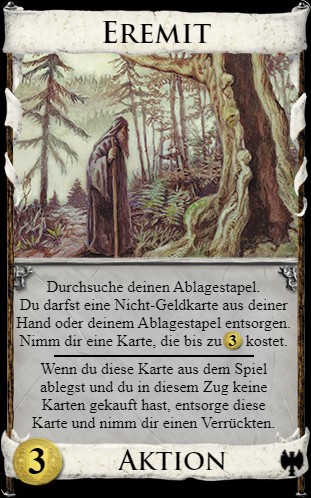 EREMIT
Durchsuche deinen Ablagestapel.
Du darfst eine Nicht-Geldkarte aus deiner
Hand oder deinem Ablagestapel entsorgen.
Nimm dir eine Karte, die bis zu 3 kostet.
Wenn du diese Karte aus dem Spiel
ablegst und du in diesem Zug keine
Karten gekauft hast, entsorge diese
Karte und nimm dir einen Verrückten.
3 AKTION